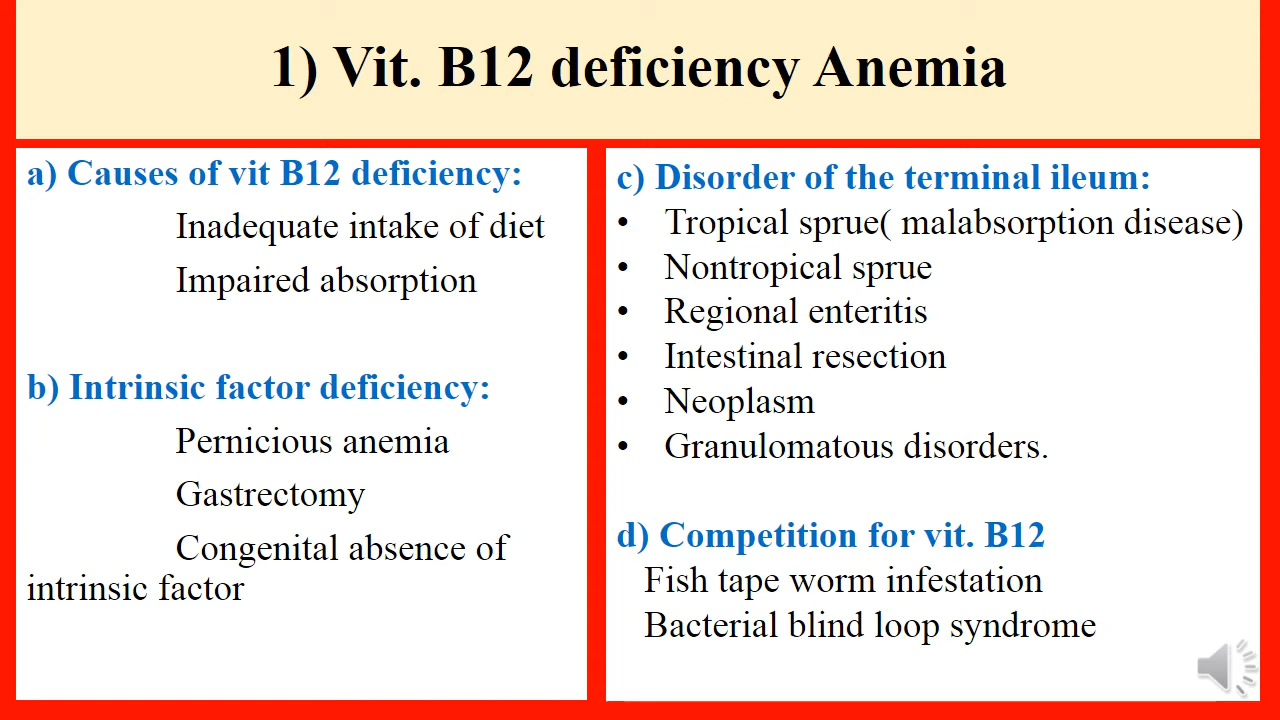 1) Vit. B12 deficiency Anemia
a) Causes of vit B12 deficiency:
Inadequate intake of diet
Impaired absorption
b) Intrinsic factor deficiency:
Pernicious anemia
Gastrectomy
Congenital absence of
intrinsic factor
c) Disorder of the terminal ileum:
• Tropical sprue( malabsorption disease)
• Nontropical sprue
• Regional enteritis
• Intestinal resection
• Neoplasm
• Granulomatous disorders.
d) Competition for vit. B12
Fish tape worm infestation
Bacterial blind loop syndrome